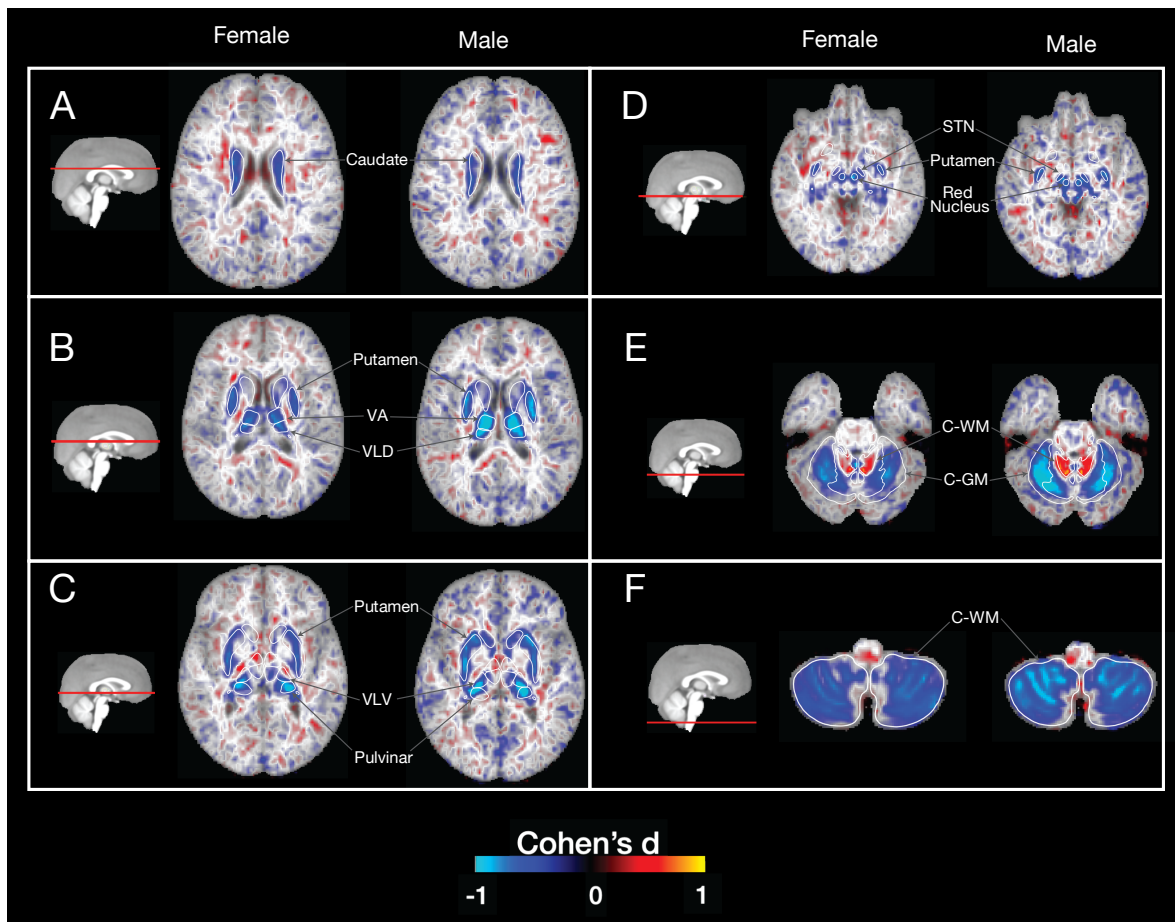 Female
Male
Female
Male
A
Caudate
D
STN
Putamen
Red
Nucleus
B
Putamen
VA
VLD
E
C-WM
C-GM
C
Putamen
VLV
Pulvinar
F
C-WM
Cohen's d
-1
0
1